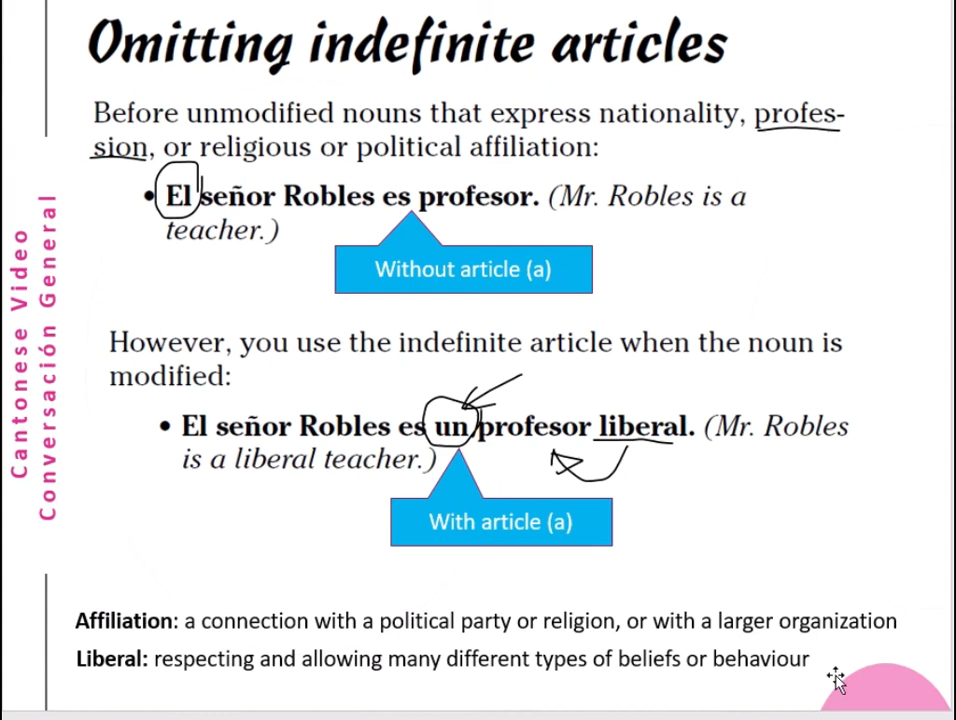 Omitting indefinite articles
Before unmodified nouns that express nationality, profes-
sion, or religious or political affiliation:
• El señor Robles es profesor. (Mr. Robles is a
teacher.)
Without article (a)
However, you use the indefinite article when the noun is
modified:
• El señor Robles es un profesor liberal. (Mr. Robles
is a liberal teacher.)
With article (a)
Affiliation: a connection with a political party or religion, or with a larger organization
Liberal: respecting and allowing many different types of beliefs or behaviour
Cantonese Video
Conversación General